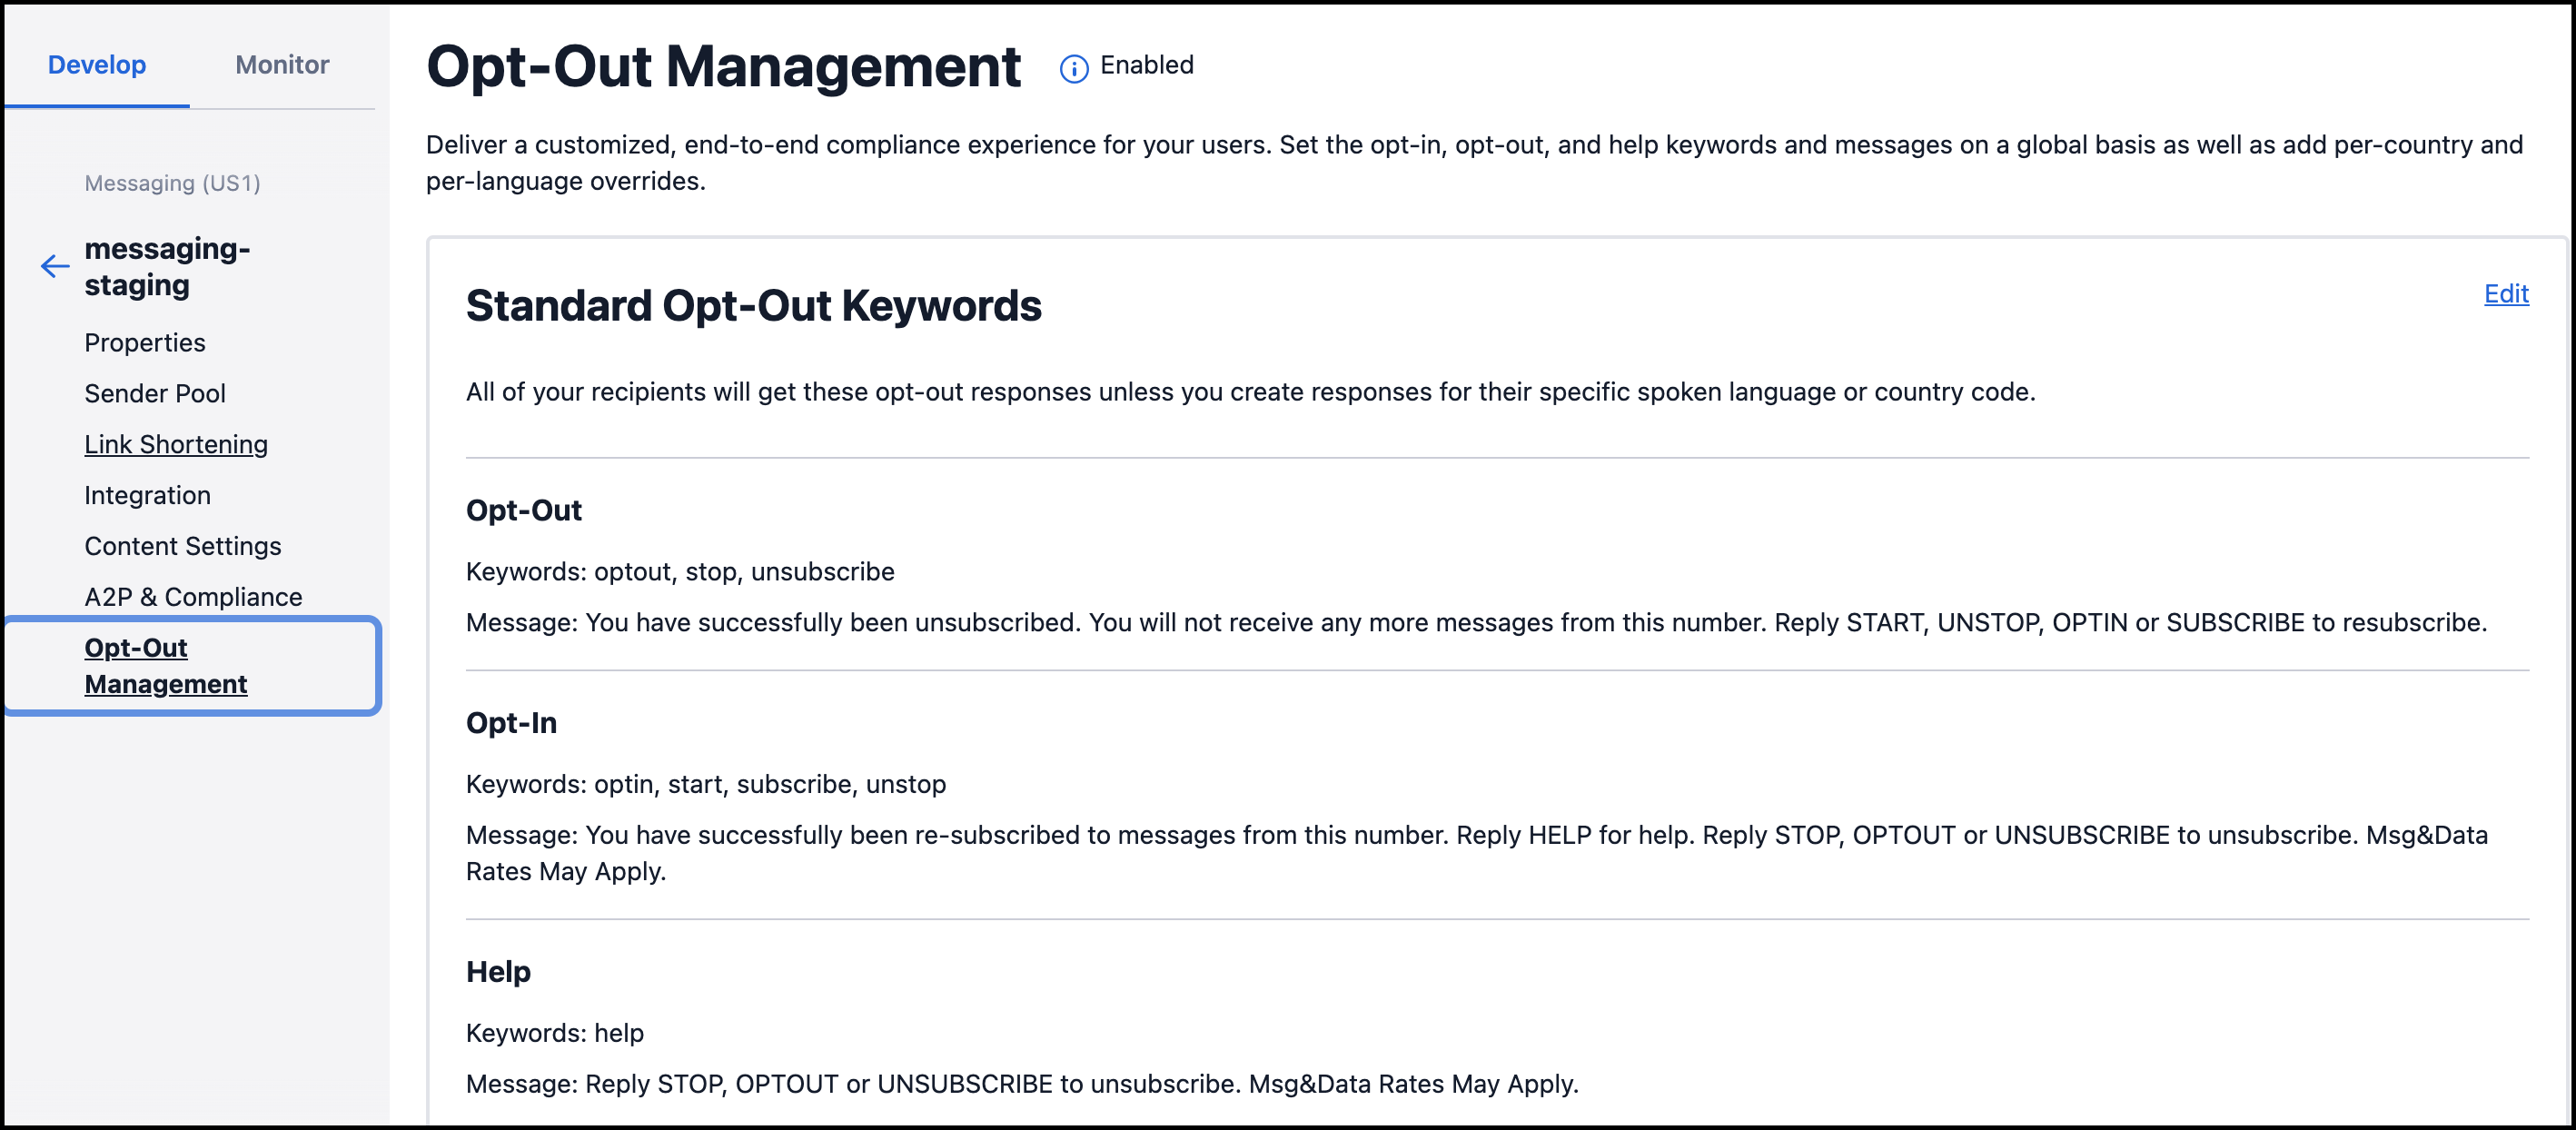 Develop
Monitor
Messaging (US1)
messaging-
staging
Properties
Sender Pool
Link Shortening
Integration
Content Settings
A2P & Compliance
Opt-Out
Management
Opt-Out Management
Enabled
Deliver a customized, end-to-end compliance experience for your users. Set the opt-in, opt-out, and help keywords and messages on a global basis as well as add per-country and
per-language overrides.
Standard Opt-Out Keywords
Edit
All of your recipients will get these opt-out responses unless you create responses for their specific spoken language or country code.
Opt-Out
Keywords: optout, stop, unsubscribe
Message: You have successfully been unsubscribed. You will not receive any more messages from this number. Reply START, UNSTOP, OPTIN or SUBSCRIBE to resubscribe.
Opt-In
Keywords: optin, start, subscribe, unstop
Message: You have successfully been re-subscribed to messages from this number. Reply HELP for help. Reply STOP, OPTOUT or UNSUBSCRIBE to unsubscribe. Msg&Data
Rates May Apply.
Help
Keywords: help
Message: Reply STOP, OPTOUT or UNSUBSCRIBE to unsubscribe. Msg&Data Rates May Apply.